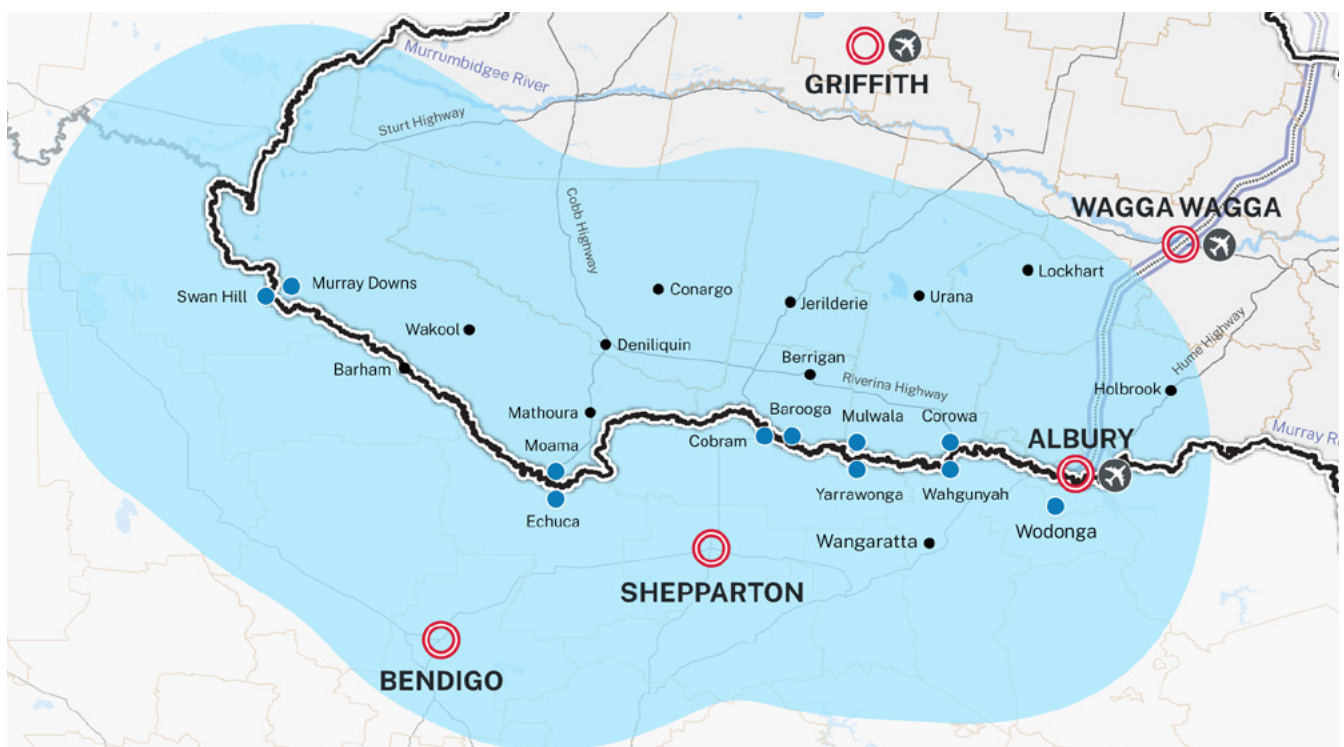 Murrumbidgee River
GRIFFITH
Sturt Highway
Cobb Highway
WAGGA WAGGA
Lockhart
Murray Downs
Swan Hill
Conargo
Jerilderie
Urana
Wakool
Deniliquin
Hume Highway
Barham
Berrigan
Riverina Highway
Holbrook
Mathoura
Barooga
Mulwala
Corowa
Moama
Cobram
ALBURY
Murray Ri
Yarrawonga
Wahgunyah
Echuca
Wodonga
Wangaratta
SHEPPARTON
BENDIGO